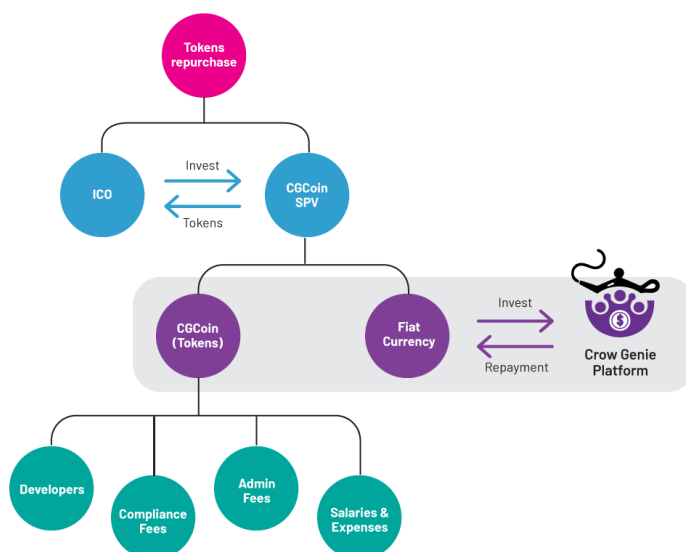 Tokens
repurchase
ICO
Invest
Tokens
CGCoin
SPV
CGCoin
(Tokens)
Fiat
Currency
Invest
Repayment
$
Crow Genie
Platform
Developers
Compliance
Fees
Admin
Fees
Salaries &
Expenses